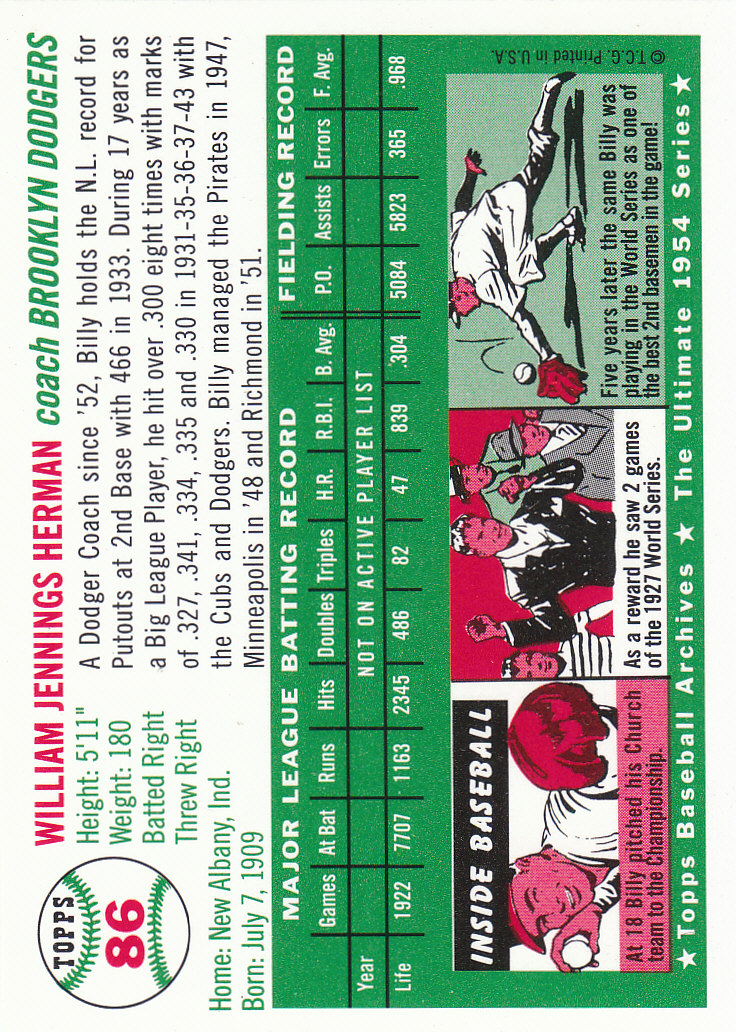 TOPPS
86
WILLIAM JENNINGS HERMAN coach BROOKLYN DODGERS
Height: 5'11"
Weight: 180
Batted Right
Threw Right
Home: New Albany, Ind.
Born: July 7, 1909
A Dodger Coach since '52, Billy holds the N.L. record for
Putouts at 2nd Base with 466 in 1933. During 17 years as
a Big League Player, he hit over .300 eight times with marks
of .327, .341, .334, .335 and .330 in 1931-35-36-37-43 with
the Cubs and Dodgers. Billy managed the Pirates in 1947,
Minneapolis in '48 and Richmond in '51.
MAJOR LEAGUE BATTING RECORD FIELDING RECORD
Games At Bat Runs Hits Doubles Triples H.R. R.B.I. B. Avg. P.O. Assists Errors F. Avg.
Year NOT ON ACTIVE PLAYER LIST
Life 1922 7707 1163 2345 486 82 47 839 .304 5084 5823 365 .968
INSIDE BASEBALL
At 18 Billy pitched his Church
team to the Championship.
As a reward he saw 2 games
of the 1927 World Series.
Five years later the same Billy was
playing in the World Series as one of
the best 2nd basemen in the game!
© T.C.G. Printed in U.S.A.
★ Topps Baseball Archives ★ The Ultimate 1954 Series ★